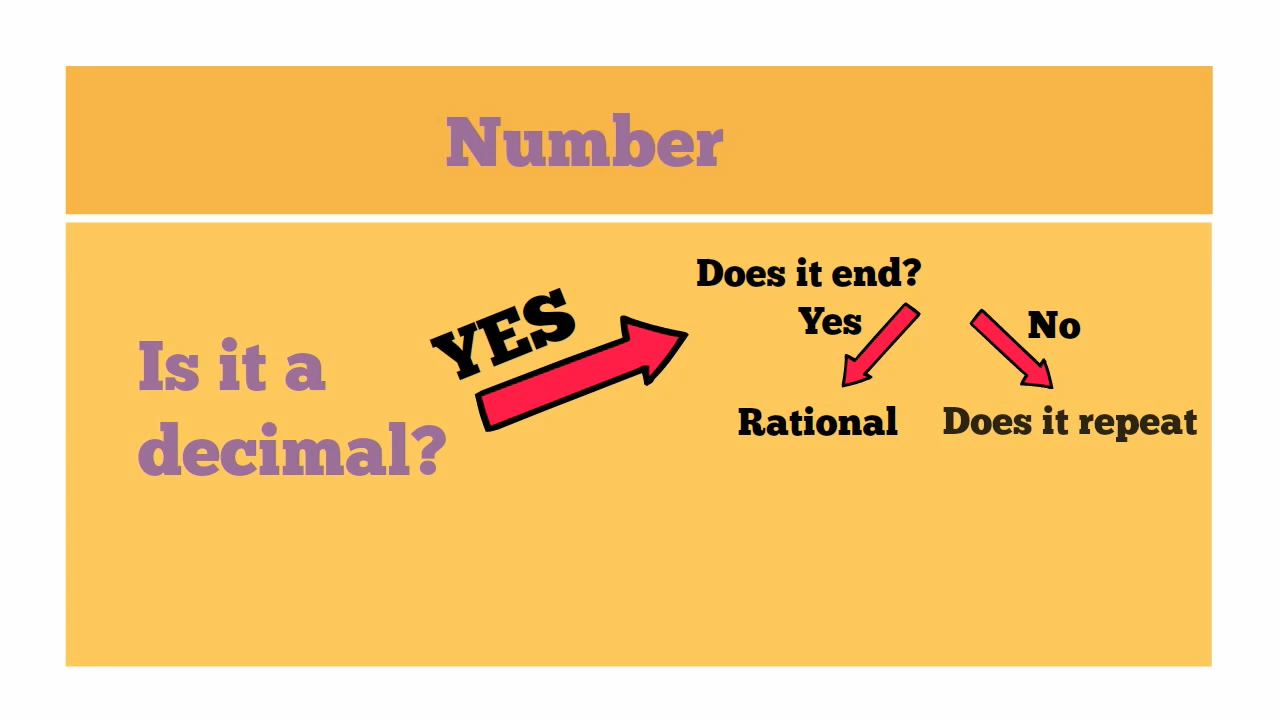 Number
Is it a
decimal?
YES
Does it end?
Yes
No
Rational
Does it repeat